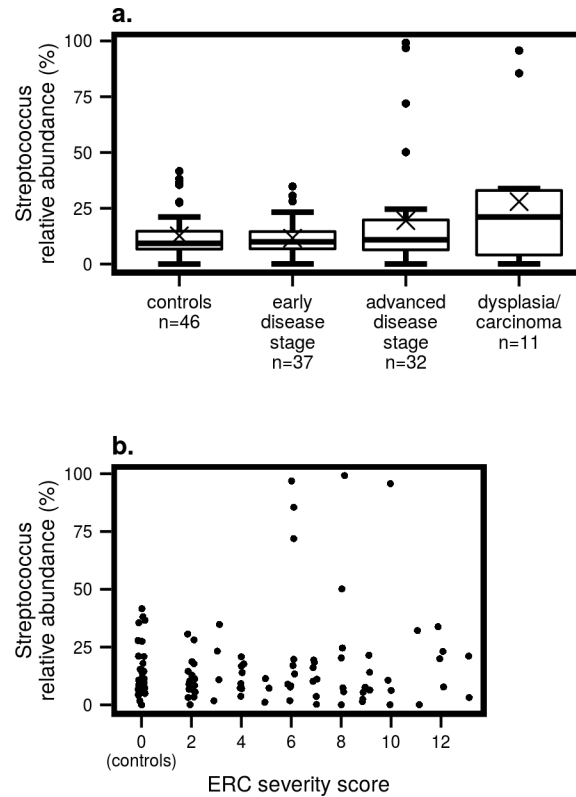 a.
Streptococcus
relative abundance (%)
100
75
50
25
0
controls
n=46
early
disease
stage
n=37
advanced
disease
stage
n=32
dysplasia/
carcinoma
n=11
b.
Streptococcus
relative abundance (%)
100
75
50
25
0
0 2 4 6 8 10 12
(controls)
ERC severity score